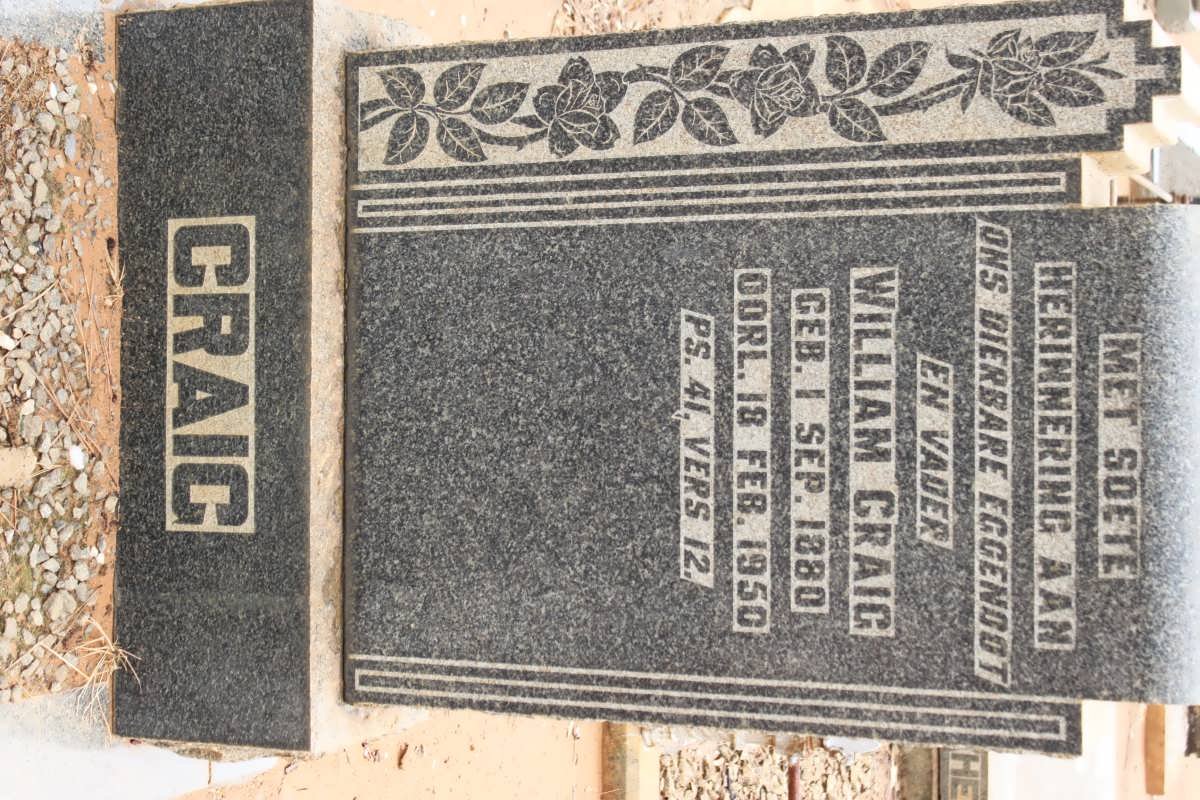 MET SOETE
HERINNERING AAN
ONS DIERBARE EGGENOOT
EN VADER
WILLIAM CRAIG
GEB. 1 SEP. 1880
OORL. 18 FEB. 1950
PS. 41, VERS 12.
CRAIG
HE